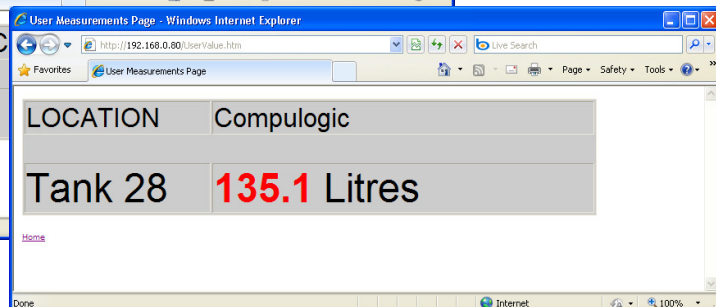 User Measurements Page - Windows Internet Explorer
http://192.168.0.80/UserValue.htm
Live Search
Favorites
User Measurements Page
Page
Safety
Tools
LOCATION Compulogic
Tank 28 135.1 Litres
Home
Done
Internet
100%